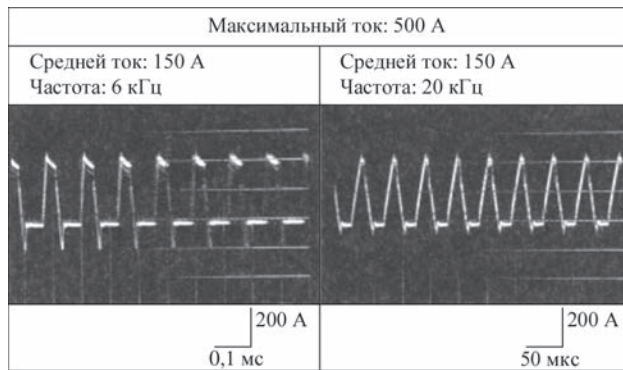 Максимальный ток: 500 А
Средней ток: 150 А
Частота: 6 кГц
Средней ток: 150 А
Частота: 20 кГц
200 А
0,1 мс
200 А
50 мкс